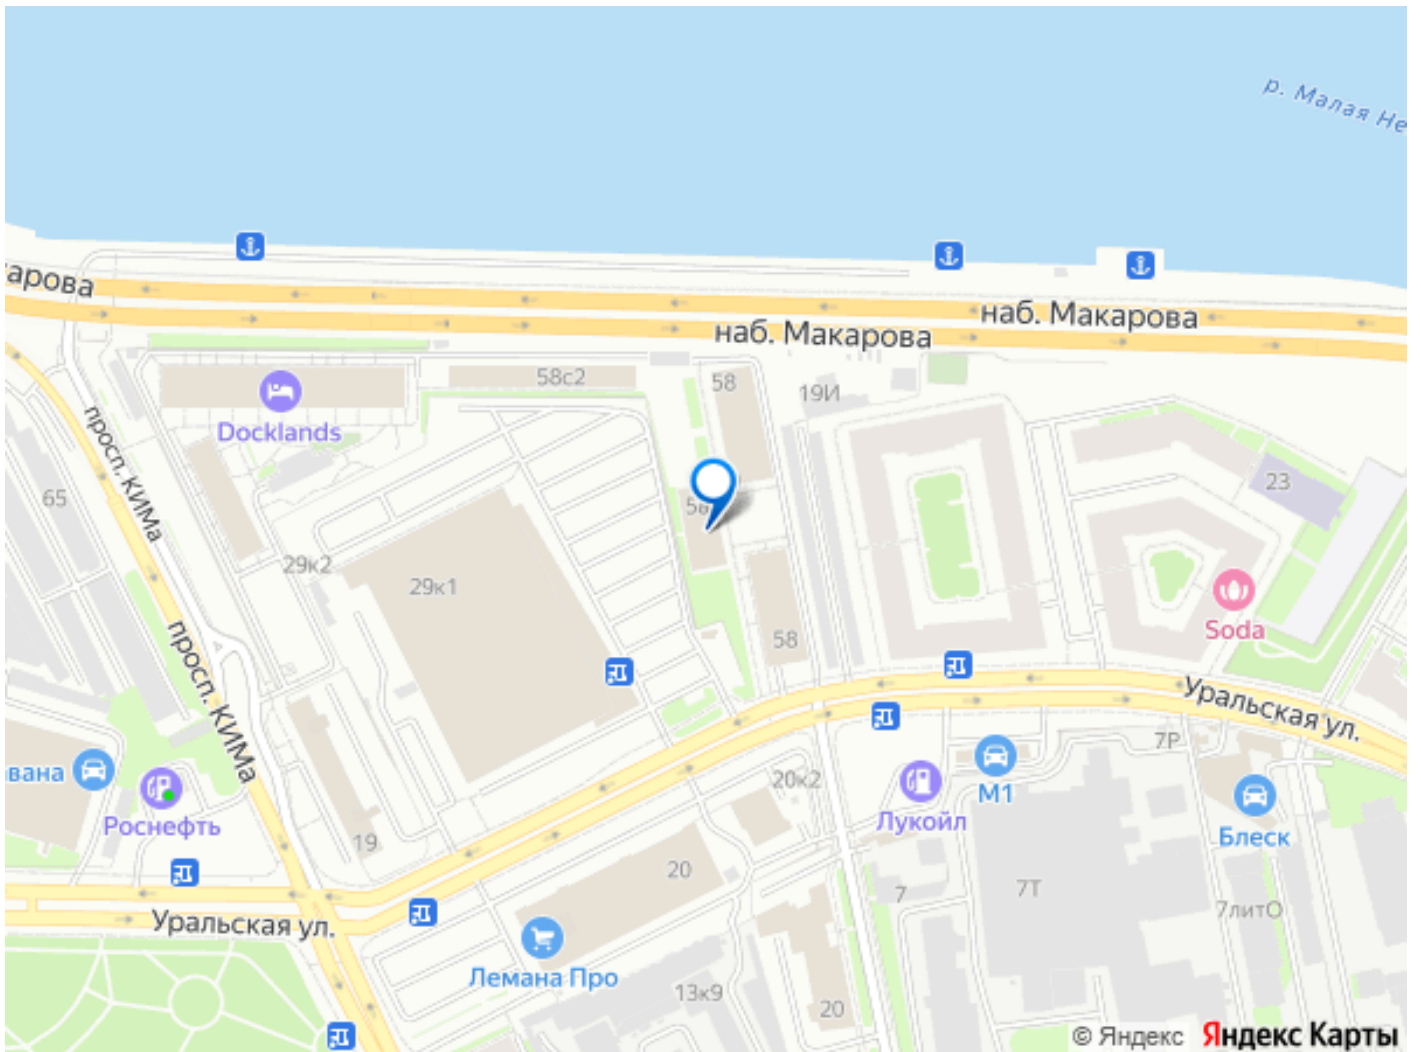 р. Малая Не
арова
наб. Макарова
наб. Макарова
58с2
58
19И
Docklands
просп. КИМа
65
23
58
29к2
29к1
Soda
58
просп. КИМа
Уральская ул.
7Р
вана
20к2
М1
Роснефть
Лукойл
Блеск
19
20
7
7Т
7литО
Уральская ул.
Лемана Про
13к9
20
© Яндекс Яндекс Карты